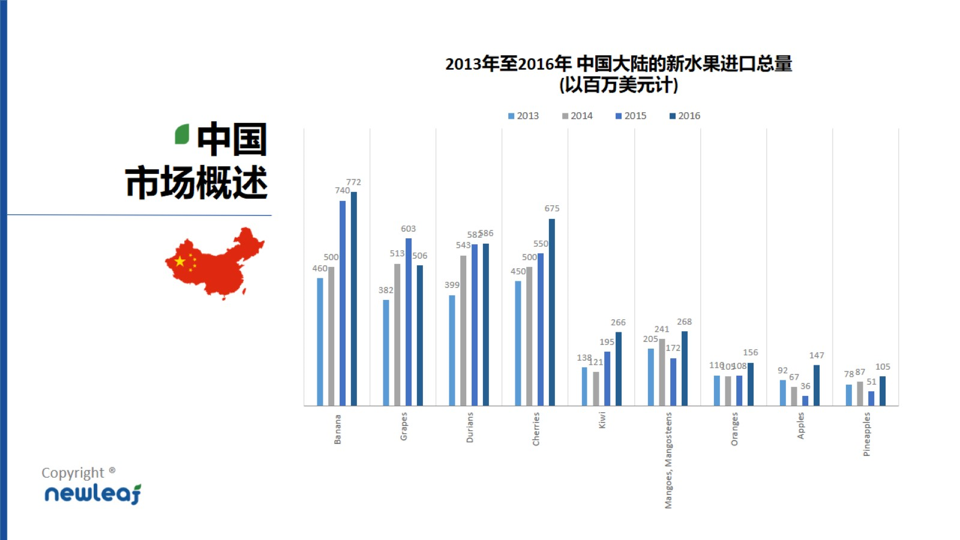 2013年至2016年 中国大陆的新水果进口总量
(以百万美元计)
2013 2014 2015 2016
中国
市场概述
460 500 740 772
382 513 603 506
399 543 582 586
450 500 550 675
138 121 195 266
205 241 172 268
116 105 108 156
92 67 36 147
78 87 51 105
Banana
Grapes
Durians
Cherries
Kiwi
Mangoes, Mangosteens
Oranges
Apples
Pineapples
Copyright ®
newleaf